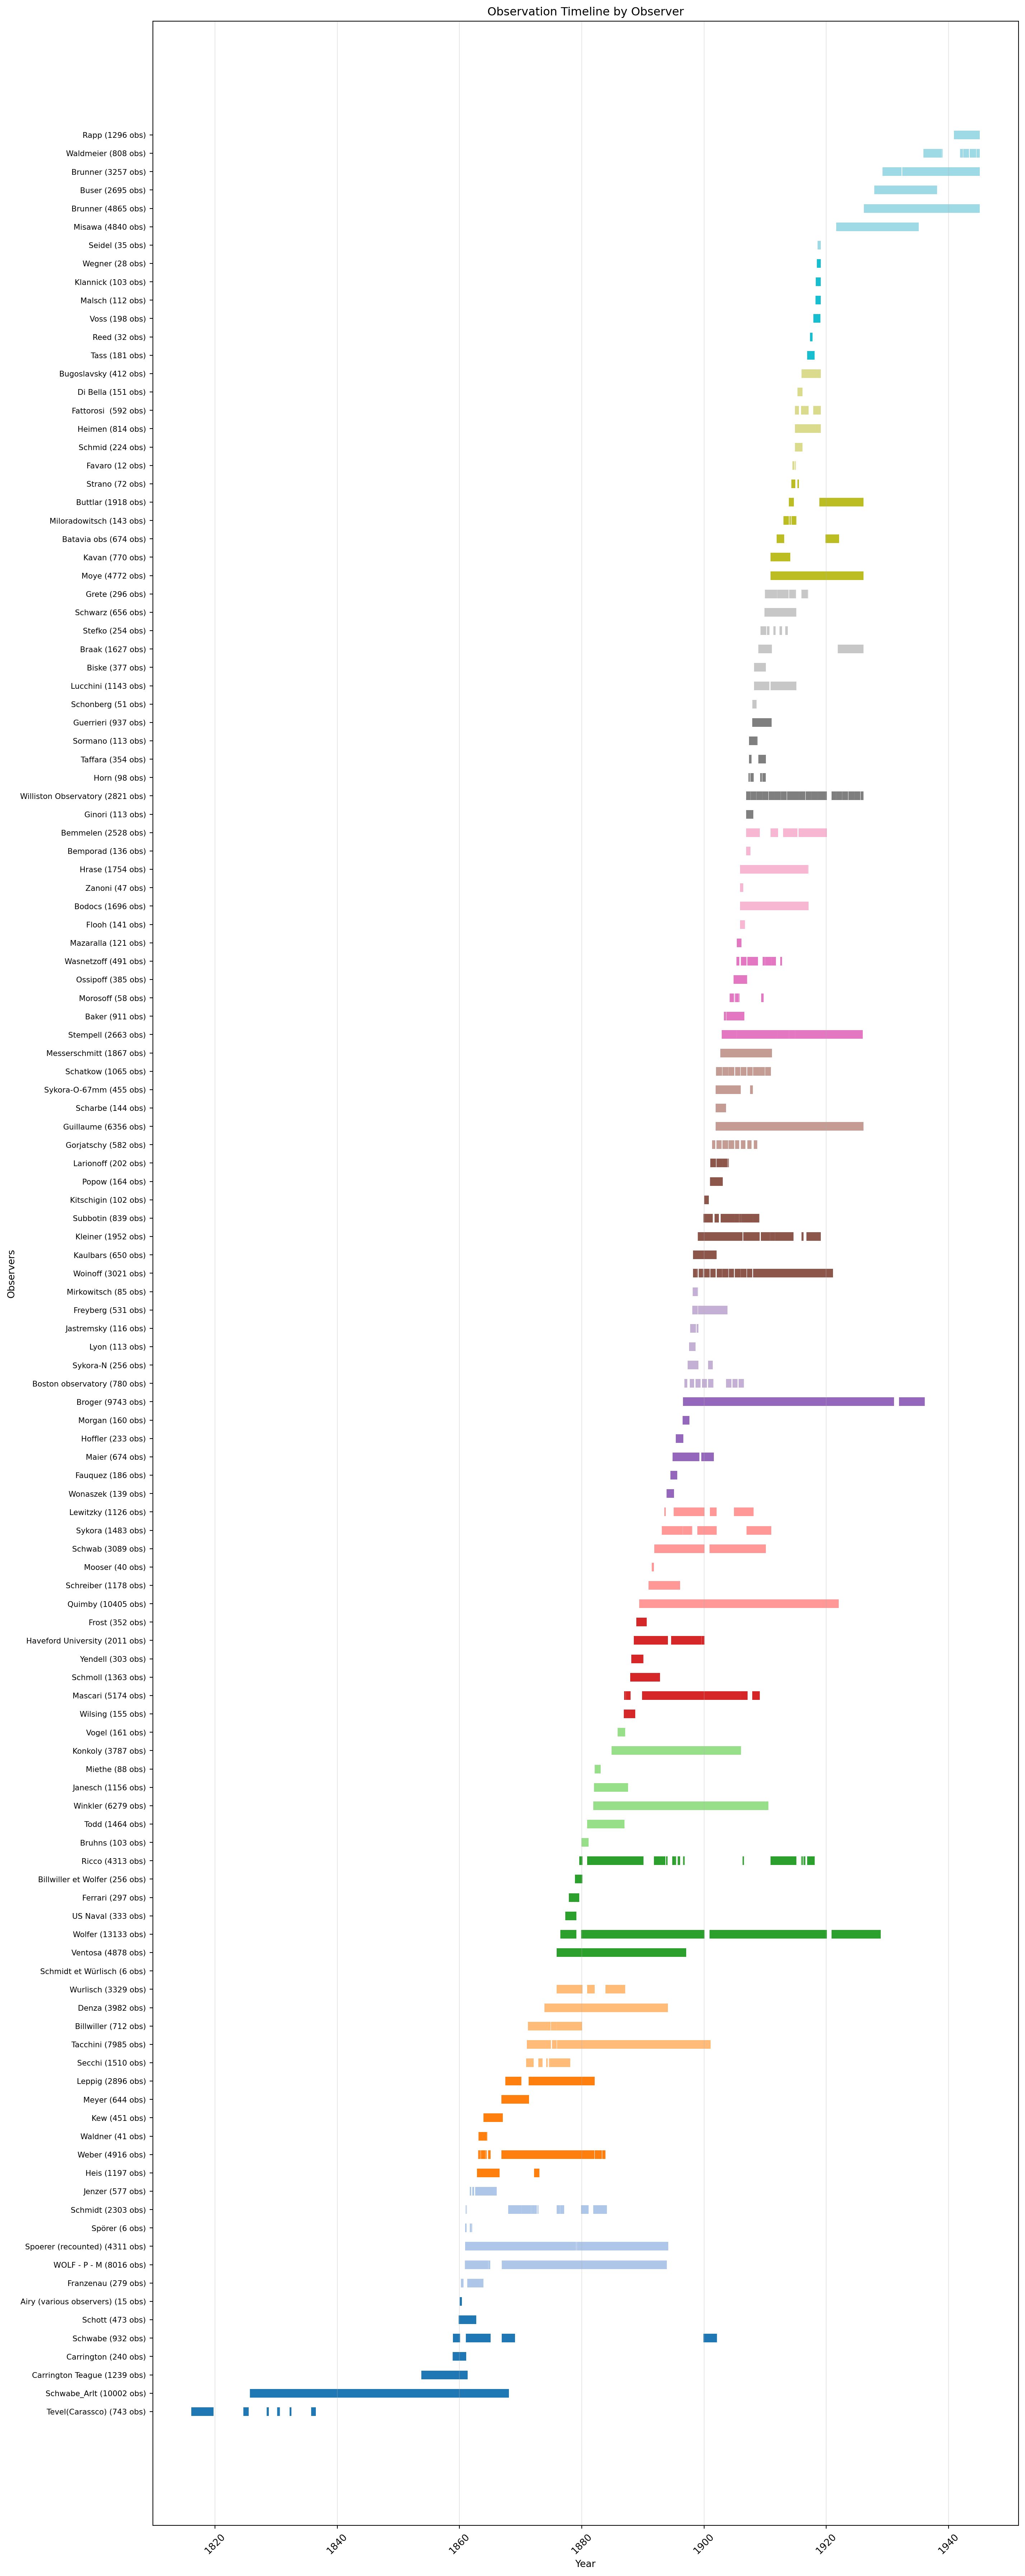 Observation Timeline by Observer
Rapp (1296 obs)
Waldmeier (808 obs)
Brunner (3257 obs)
Buser (2695 obs)
Brunner (4865 obs)
Misawa (4840 obs)
Seidel (35 obs)
Wegner (28 obs)
Klannick (103 obs)
Malsch (112 obs)
Voss (198 obs)
Reed (32 obs)
Tass (181 obs)
Bugoslavsky (412 obs)
Di Bella (151 obs)
Fattorosi  (592 obs)
Heimen (814 obs)
Schmid (224 obs)
Favaro (12 obs)
Strano (72 obs)
Buttlar (1918 obs)
Miloradowitsch (143 obs)
Batavia obs (674 obs)
Kavan (770 obs)
Moye (4772 obs)
Grete (296 obs)
Schwarz (656 obs)
Stefko (254 obs)
Braak (1627 obs)
Biske (377 obs)
Lucchini (1143 obs)
Schonberg (51 obs)
Guerrieri (937 obs)
Sormano (113 obs)
Taffara (354 obs)
Horn (98 obs)
Williston Observatory (2821 obs)
Ginori (113 obs)
Bemmelen (2528 obs)
Bemporad (136 obs)
Hrase (1754 obs)
Zanoni (47 obs)
Bodocs (1696 obs)
Flooh (141 obs)
Mazaralla (121 obs)
Wasnetzoff (491 obs)
Ossipoff (385 obs)
Morosoff (58 obs)
Baker (911 obs)
Stempell (2663 obs)
Messerschmitt (1867 obs)
Schatkow (1065 obs)
Sykora-O-67mm (455 obs)
Scharbe (144 obs)
Guillaume (6356 obs)
Gorjatschy (582 obs)
Larionoff (202 obs)
Popow (164 obs)
Kitschigin (102 obs)
Subbotin (839 obs)
Kleiner (1952 obs)
Kaulbars (650 obs)
Woinoff (3021 obs)
Mirkowitsch (85 obs)
Freyberg (531 obs)
Jastremsky (116 obs)
Lyon (113 obs)
Sykora-N (256 obs)
Boston observatory (780 obs)
Broger (9743 obs)
Morgan (160 obs)
Hoffler (233 obs)
Maier (674 obs)
Fauquez (186 obs)
Wonaszek (139 obs)
Lewitzky (1126 obs)
Sykora (1483 obs)
Schwab (3089 obs)
Mooser (40 obs)
Schreiber (1178 obs)
Quimby (10405 obs)
Frost (352 obs)
Haveford University (2011 obs)
Yendell (303 obs)
Schmoll (1363 obs)
Mascari (5174 obs)
Wilsing (155 obs)
Vogel (161 obs)
Konkoly (3787 obs)
Miethe (88 obs)
Janesch (1156 obs)
Winkler (6279 obs)
Todd (1464 obs)
Bruhns (103 obs)
Ricco (4313 obs)
Billwiller et Wolfer (256 obs)
Ferrari (297 obs)
US Naval (333 obs)
Wolfer (13133 obs)
Ventosa (4878 obs)
Schmidt et Würlisch (6 obs)
Wurlisch (3329 obs)
Denza (3982 obs)
Billwiller (712 obs)
Tacchini (7985 obs)
Secchi (1510 obs)
Leppig (2896 obs)
Meyer (644 obs)
Kew (451 obs)
Waldner (41 obs)
Weber (4916 obs)
Heis (1197 obs)
Jenzer (577 obs)
Schmidt (2303 obs)
Spörer (6 obs)
Spoerer (recounted) (4311 obs)
WOLF - P - M (8016 obs)
Franzenau (279 obs)
Airy (various observers) (15 obs)
Schott (473 obs)
Schwabe (932 obs)
Carrington (240 obs)
Carrington Teague (1239 obs)
Schwabe_Arlt (10002 obs)
Tevel(Carassco) (743 obs)
Observers
1820
1840
1860
1880
1900
1920
1940
Year